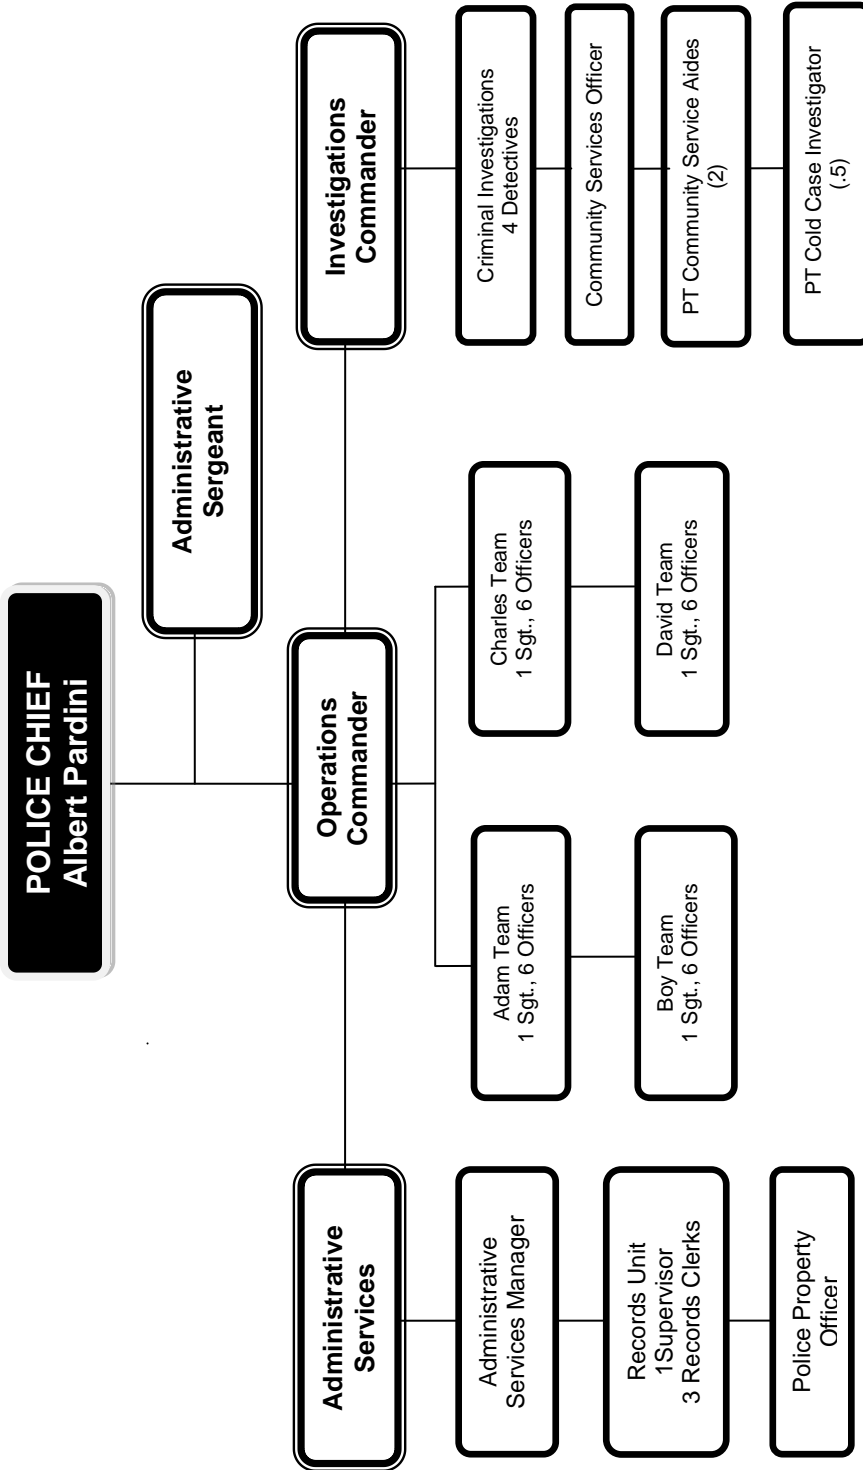 POLICE CHIEF
Albert Pardini
Administrative
Sergeant
Administrative
Services
Operations
Commander
Investigations
Commander
Administrative
Services Manager
Records Unit
1Supervisor
3 Records Clerks
Police Property
Officer
Adam Team
1 Sgt., 6 Officers
Boy Team
1 Sgt., 6 Officers
Charles Team
1 Sgt., 6 Officers
David Team
1 Sgt., 6 Officers
Criminal Investigations
4 Detectives
Community Services Officer
PT Community Service Aides
(2)
PT Cold Case Investigator
(.5)